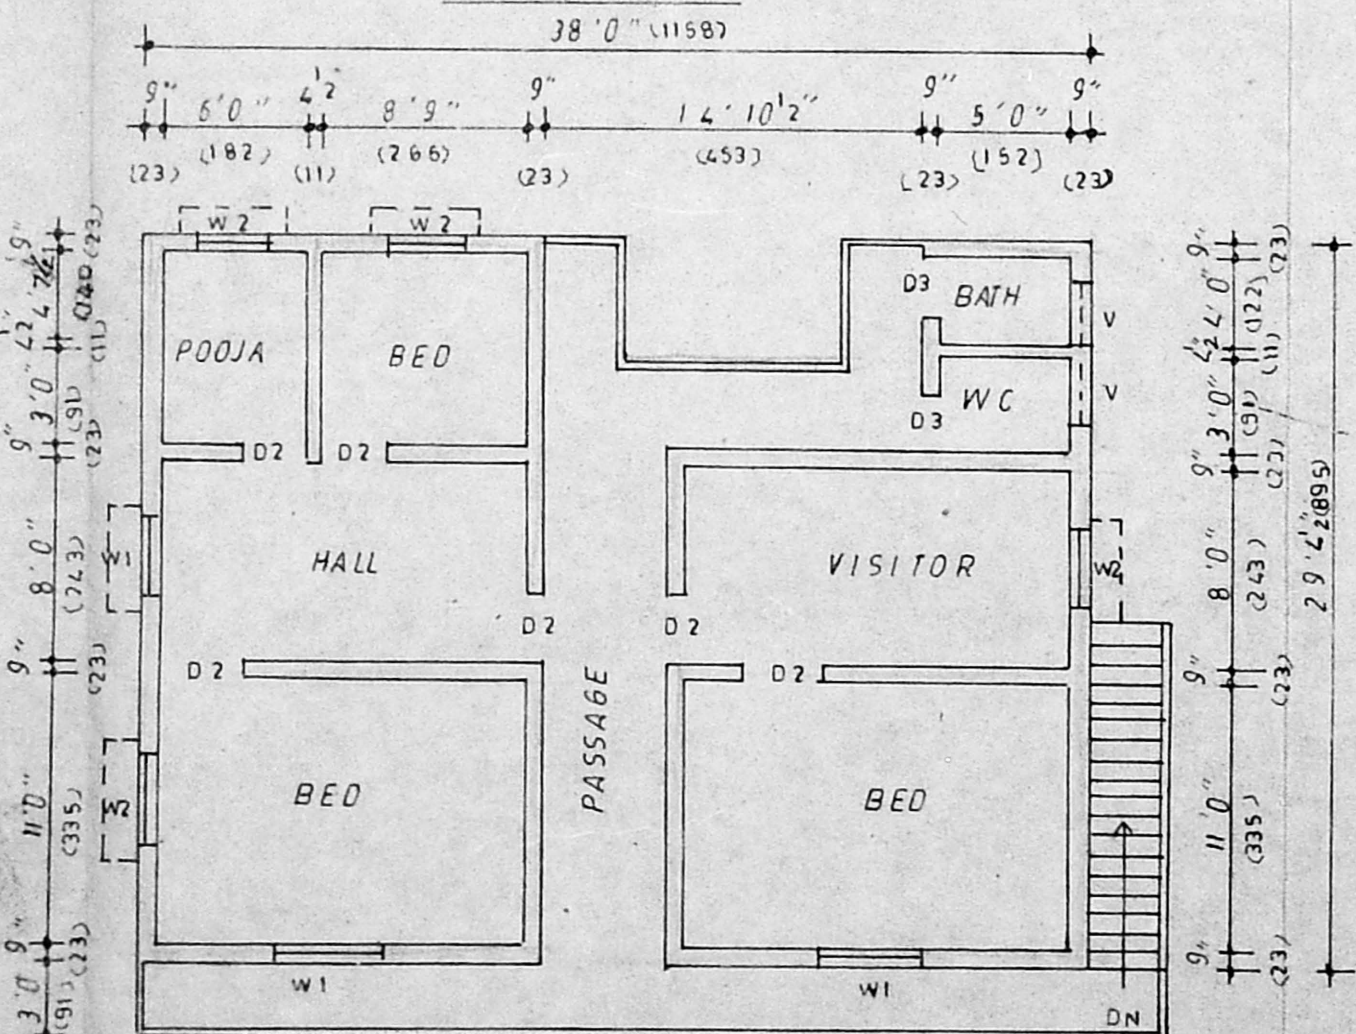 38'0" (1158)
9" 6'0" 4½ 8'9" 9" 14'10½" 9" 5'0" 9"
(23) (182) (11) (266) (23) (453) (23) (152) (23)
W2 W2
POOJA BED
D3 BATH V
D3 WC V
D2 D2
W1 HALL VISITOR W2
D2 D2
D2 D2
PASSAGE
BED BED
W1 W1
DN
9" (23)
4½" (11)
3'0" (91)
9" (23)
8'0" (243)
9" (23)
11'0" (335)
9" (23)
3'0" (91)
9" (23)
4'0" (122)
4½ (11)
3'0" (91)
9" (23)
8'0" (243)
9" (23)
11'0" (335)
9" (23)
29'4½" (895)